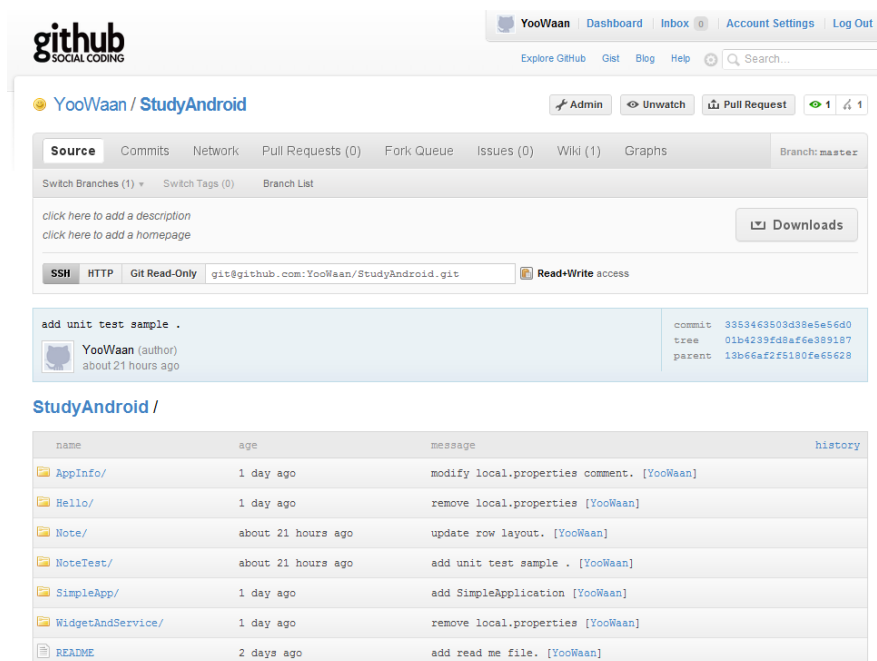 github
SOCIAL CODING
YooWaan Dashboard Inbox 0 Account Settings Log Out
Explore GitHub Gist Blog Help Search...
YooWaan / StudyAndroid
Admin Unwatch Pull Request 1 1
Source Commits Network Pull Requests (0) Fork Queue Issues (0) Wiki (1) Graphs Branch: master
Switch Branches (1) Switch Tags (0) Branch List
click here to add a description
click here to add a homepage
Downloads
SSH HTTP Git Read-Only git@github.com:YooWaan/StudyAndroid.git Read+Write access
add unit test sample .
YooWaan (author)
about 21 hours ago
commit 3353463503d38e5e56d0
tree 01b4239fd8af6e389187
parent 13b66af2f5180fe65628
StudyAndroid /
name age message history
AppInfo/ 1 day ago modify local.properties comment. [YooWaan]
Hello/ 1 day ago remove local.properties [YooWaan]
Note/ about 21 hours ago update row layout. [YooWaan]
NoteTest/ about 21 hours ago add unit test sample . [YooWaan]
SimpleApp/ 1 day ago add SimpleApplication [YooWaan]
WidgetAndService/ 1 day ago remove local.properties [YooWaan]
README 2 days ago add read me file. [YooWaan]